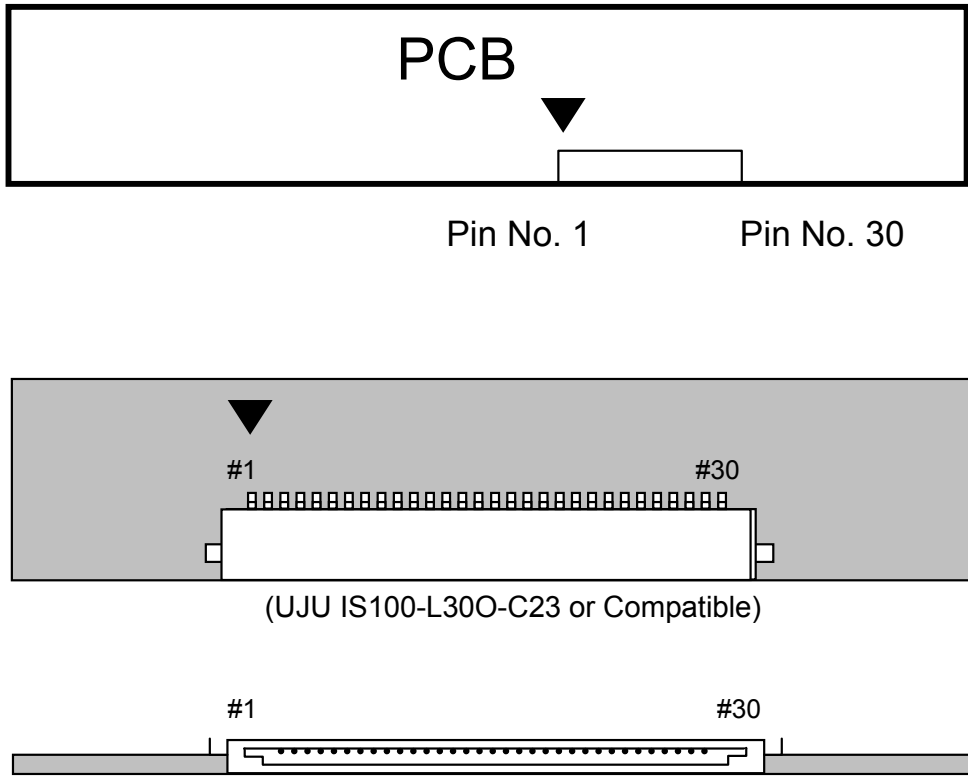 PCB
Pin No. 1 Pin No. 30
#1 #30
(UJU IS100-L30O-C23 or Compatible)
#1 #30